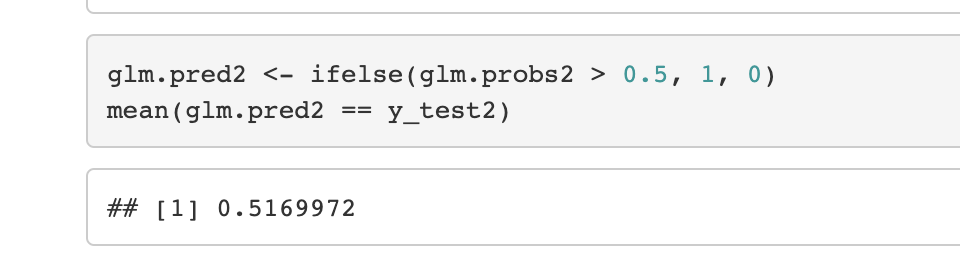 glm.pred2 <- ifelse(glm.probs2 > 0.5, 1, 0)
mean(glm.pred2 == y_test2)
## [1] 0.5169972